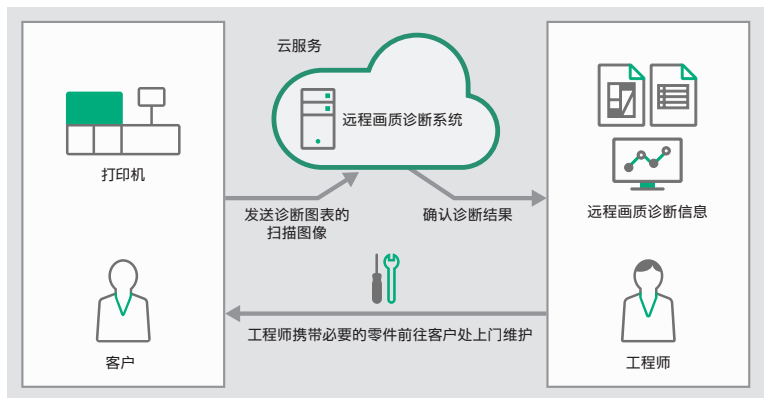 云服务
远程画质诊断系统
打印机
发送诊断图表的
扫描图像
确认诊断结果
远程画质诊断信息
工程师携带必要的零件前往客户处上门维护
客户
工程师